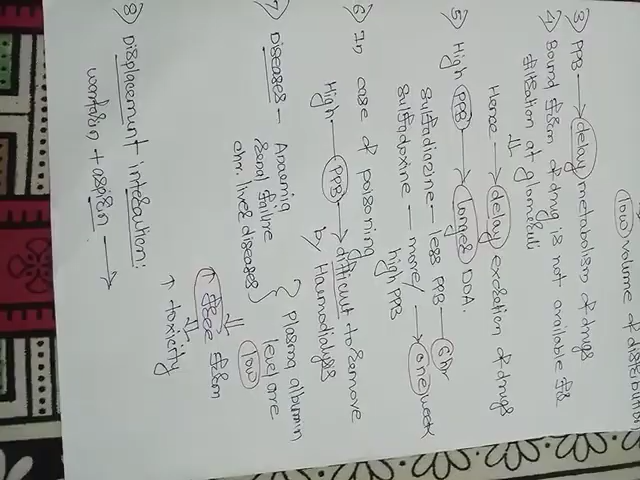 (low) volume of distribution
3) PPB → delay metabolism of drugs
4) Bound form of drug is not available for
filtration at glomeruli
⇓
Hence → delay excretion of drugs
5) High PPB → longer DOA.
sulfadiazine - less PPB - 6hr
sulfadoxine - more/ → one week
high PPB
6) In case of poisoning
High → PPB → difficult to remove
by Haemodialysis
7) Diseases - Anaemia
renal failure
chr. liver diseases
} Plasma albumin
level are
low
⇓
↑ free form
⇓
↑ toxicity
8) Displacement interaction:
warfarin + aspirin →